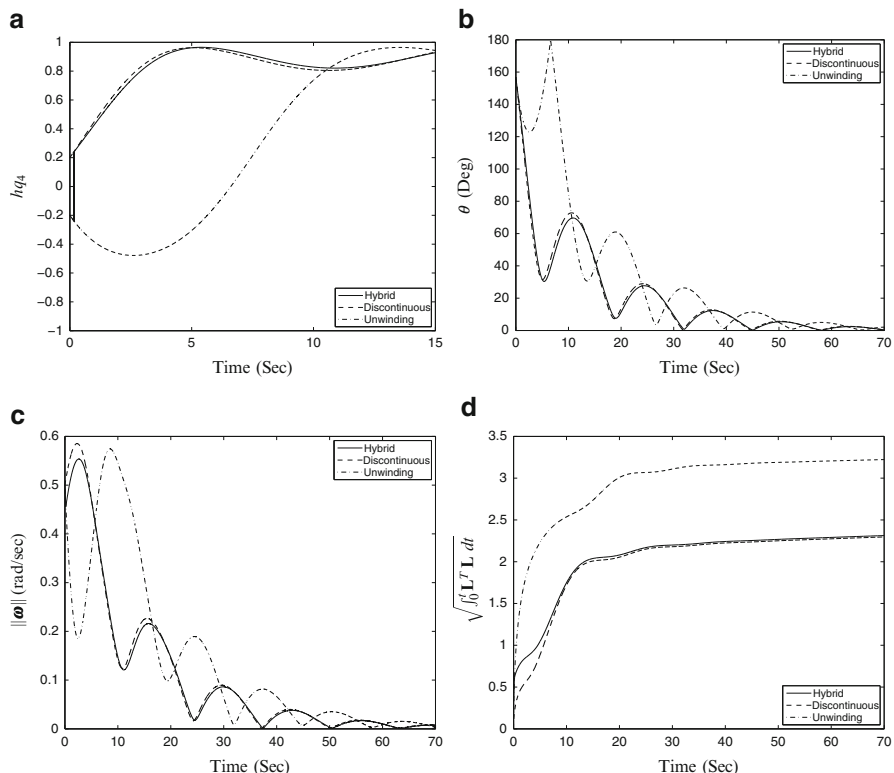 a
1
0.8
0.6
0.4
0.2
0
−0.2
−0.4
−0.6
−0.8
−1
hq4
0
5
10
15
Time (Sec)
Hybrid
Discontinuous
Unwinding
b
180
160
140
120
100
80
60
40
20
0
θ (Deg)
0
10
20
30
40
50
60
70
Time (Sec)
Hybrid
Discontinuous
Unwinding
c
0.6
0.5
0.4
0.3
0.2
0.1
0
||ω|| (rad/sec)
0
10
20
30
40
50
60
70
Time (Sec)
Hybrid
Discontinuous
Unwinding
d
3.5
3
2.5
2
1.5
1
0.5
0
√∫₀ᵗ LᵀL dt
0
10
20
30
40
50
60
70
Time (Sec)
Hybrid
Discontinuous
Unwinding